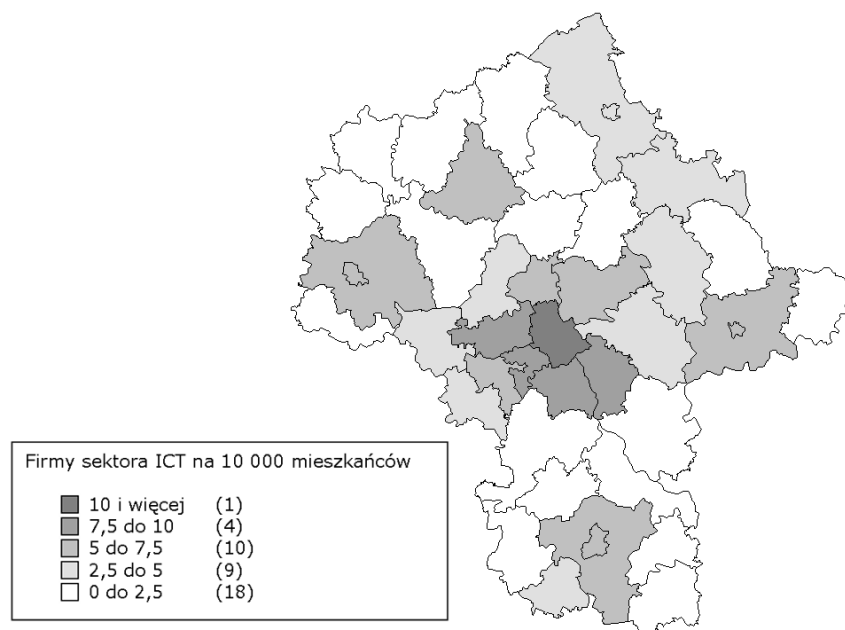 Firmy sektora ICT na 10 000 mieszkańców
10 i więcej (1)
7,5 do 10 (4)
5 do 7,5 (10)
2,5 do 5 (9)
0 do 2,5 (18)